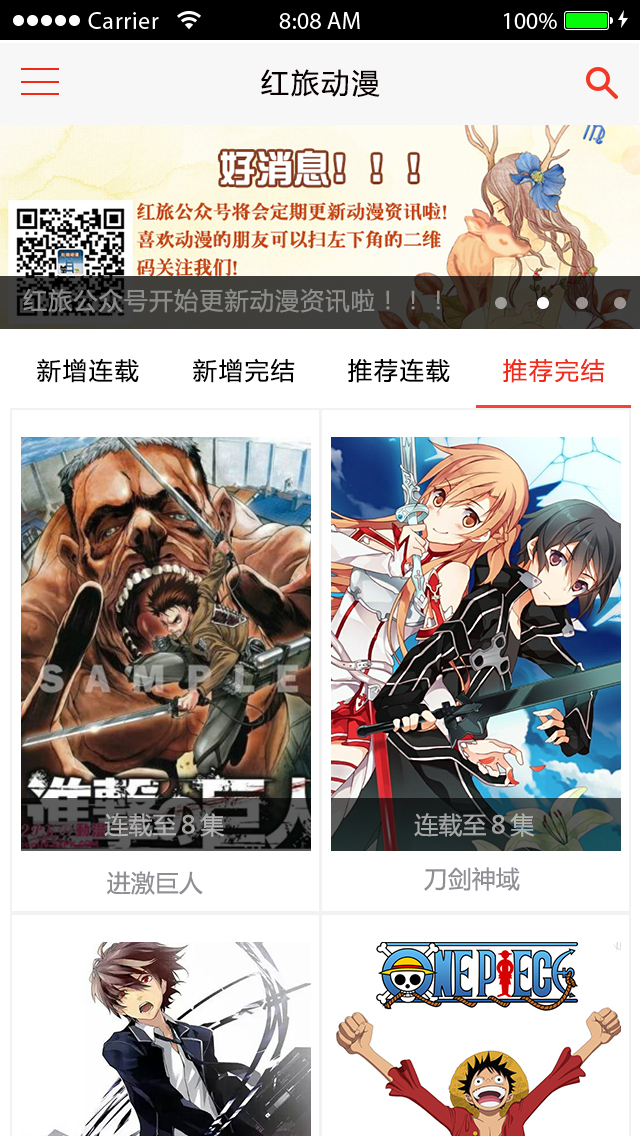 Carrier 8:08 AM 100%
红旅动漫
好消息！！！
红旅公众号将会定期更新动漫资讯啦!
喜欢动漫的朋友可以扫左下角的二维
码关注我们!
红旅公众号开始更新动漫资讯啦！！！
新增连载 新增完结 推荐连载 推荐完结
SAMPLE
進撃の巨人
连载至8集 连载至8集
进激巨人 刀剑神域
ONE PIECE